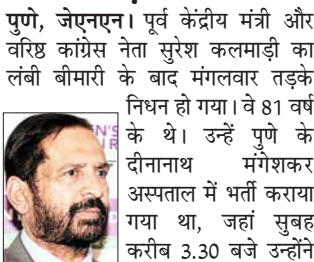 पुणे, जेएनएन। पूर्व केंद्रीय मंत्री और
वरिष्ठ कांग्रेस नेता सुरेश कलमाड़ी का
लंबी बीमारी के बाद मंगलवार तड़के
निधन हो गया। वे 81 वर्ष
के थे। उन्हें पुणे के
दीनानाथ मंगेशकर
अस्पताल में भर्ती कराया
गया था, जहां सुबह
करीब 3.30 बजे उन्होंने